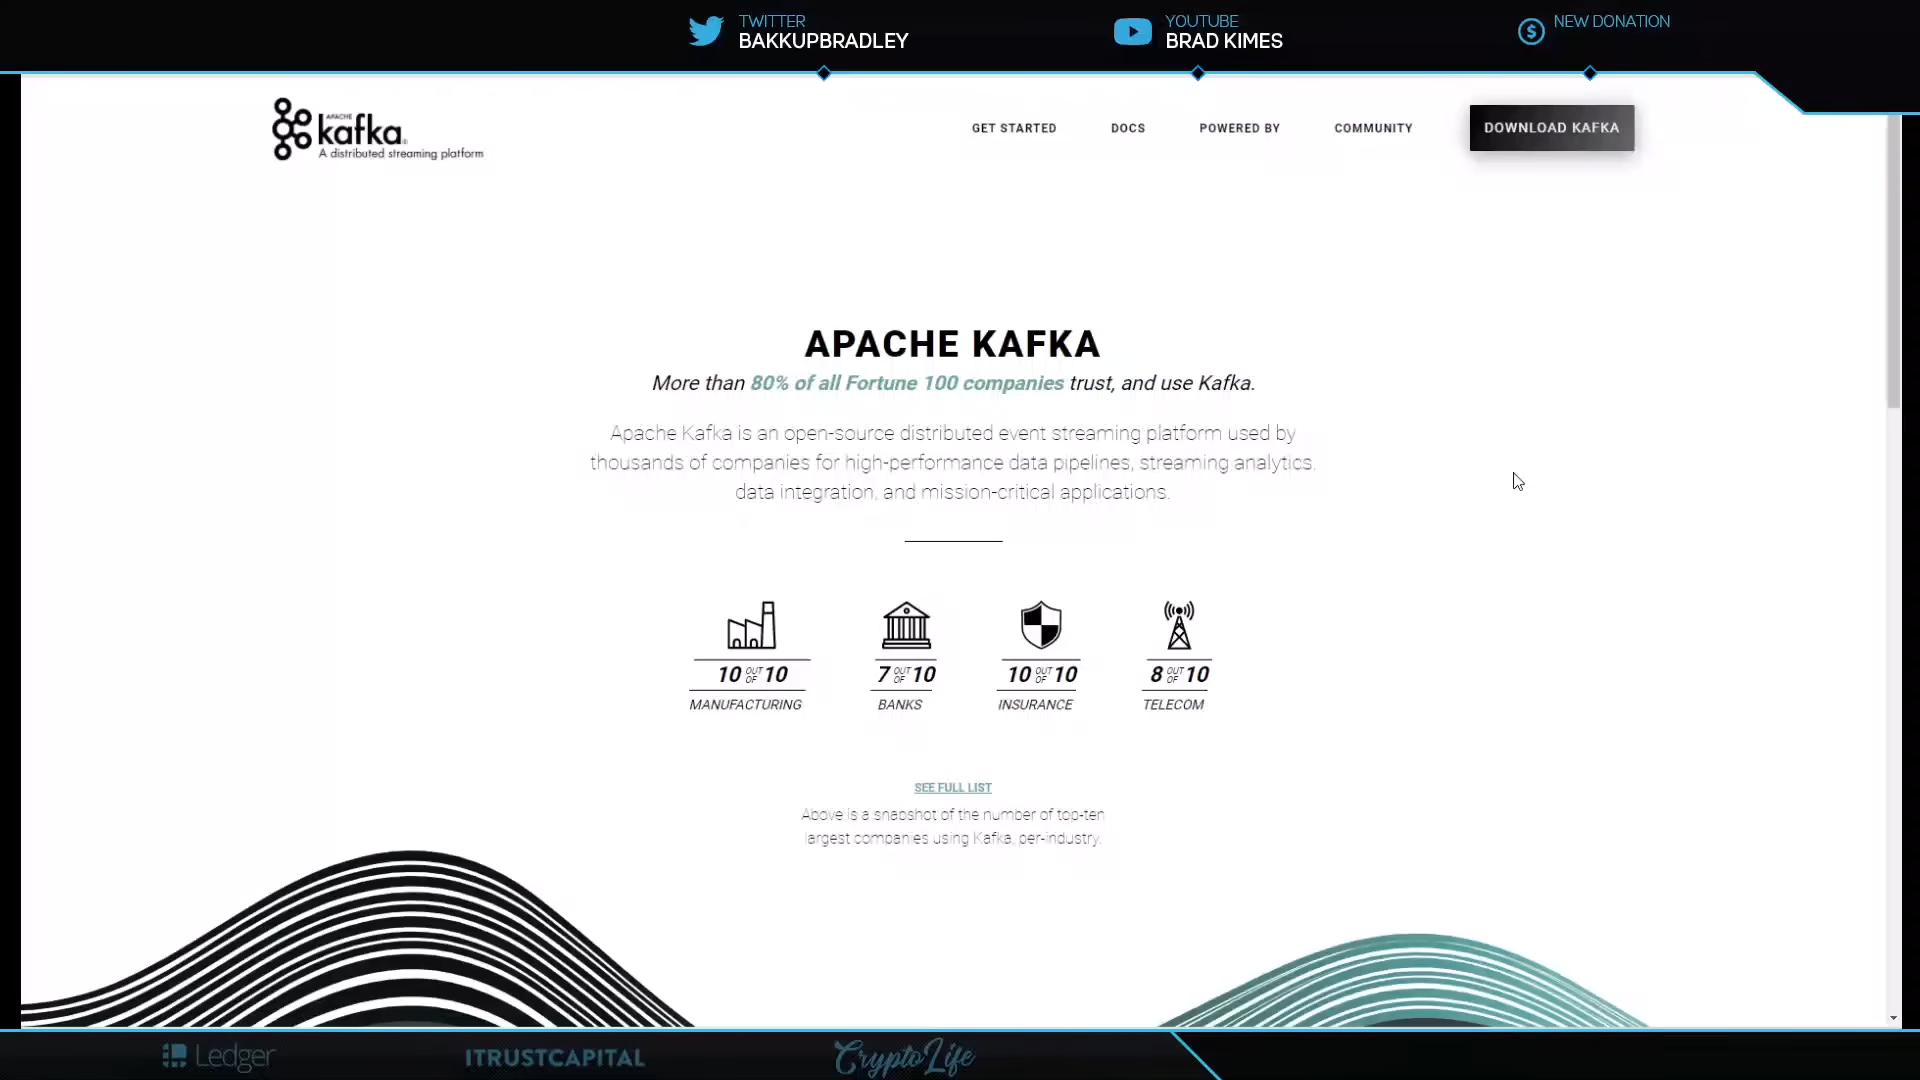 TWITTER
BAKKUPBRADLEY
YOUTUBE
BRAD KIMES
NEW DONATION
APACHE
kafka
A distributed streaming platform
GET STARTED
DOCS
POWERED BY
COMMUNITY
DOWNLOAD KAFKA
APACHE KAFKA
More than 80% of all Fortune 100 companies trust, and use Kafka.
Apache Kafka is an open-source distributed event streaming platform used by
thousands of companies for high-performance data pipelines, streaming analytics,
data integration, and mission-critical applications.
10 OUT OF 10
MANUFACTURING
7 OUT OF 10
BANKS
10 OUT OF 10
INSURANCE
8 OUT OF 10
TELECOM
SEE FULL LIST
Above is a snapshot of the number of top-ten
largest companies using Kafka, per-industry.
Ledger
ITRUSTCAPITAL
CryptoLife